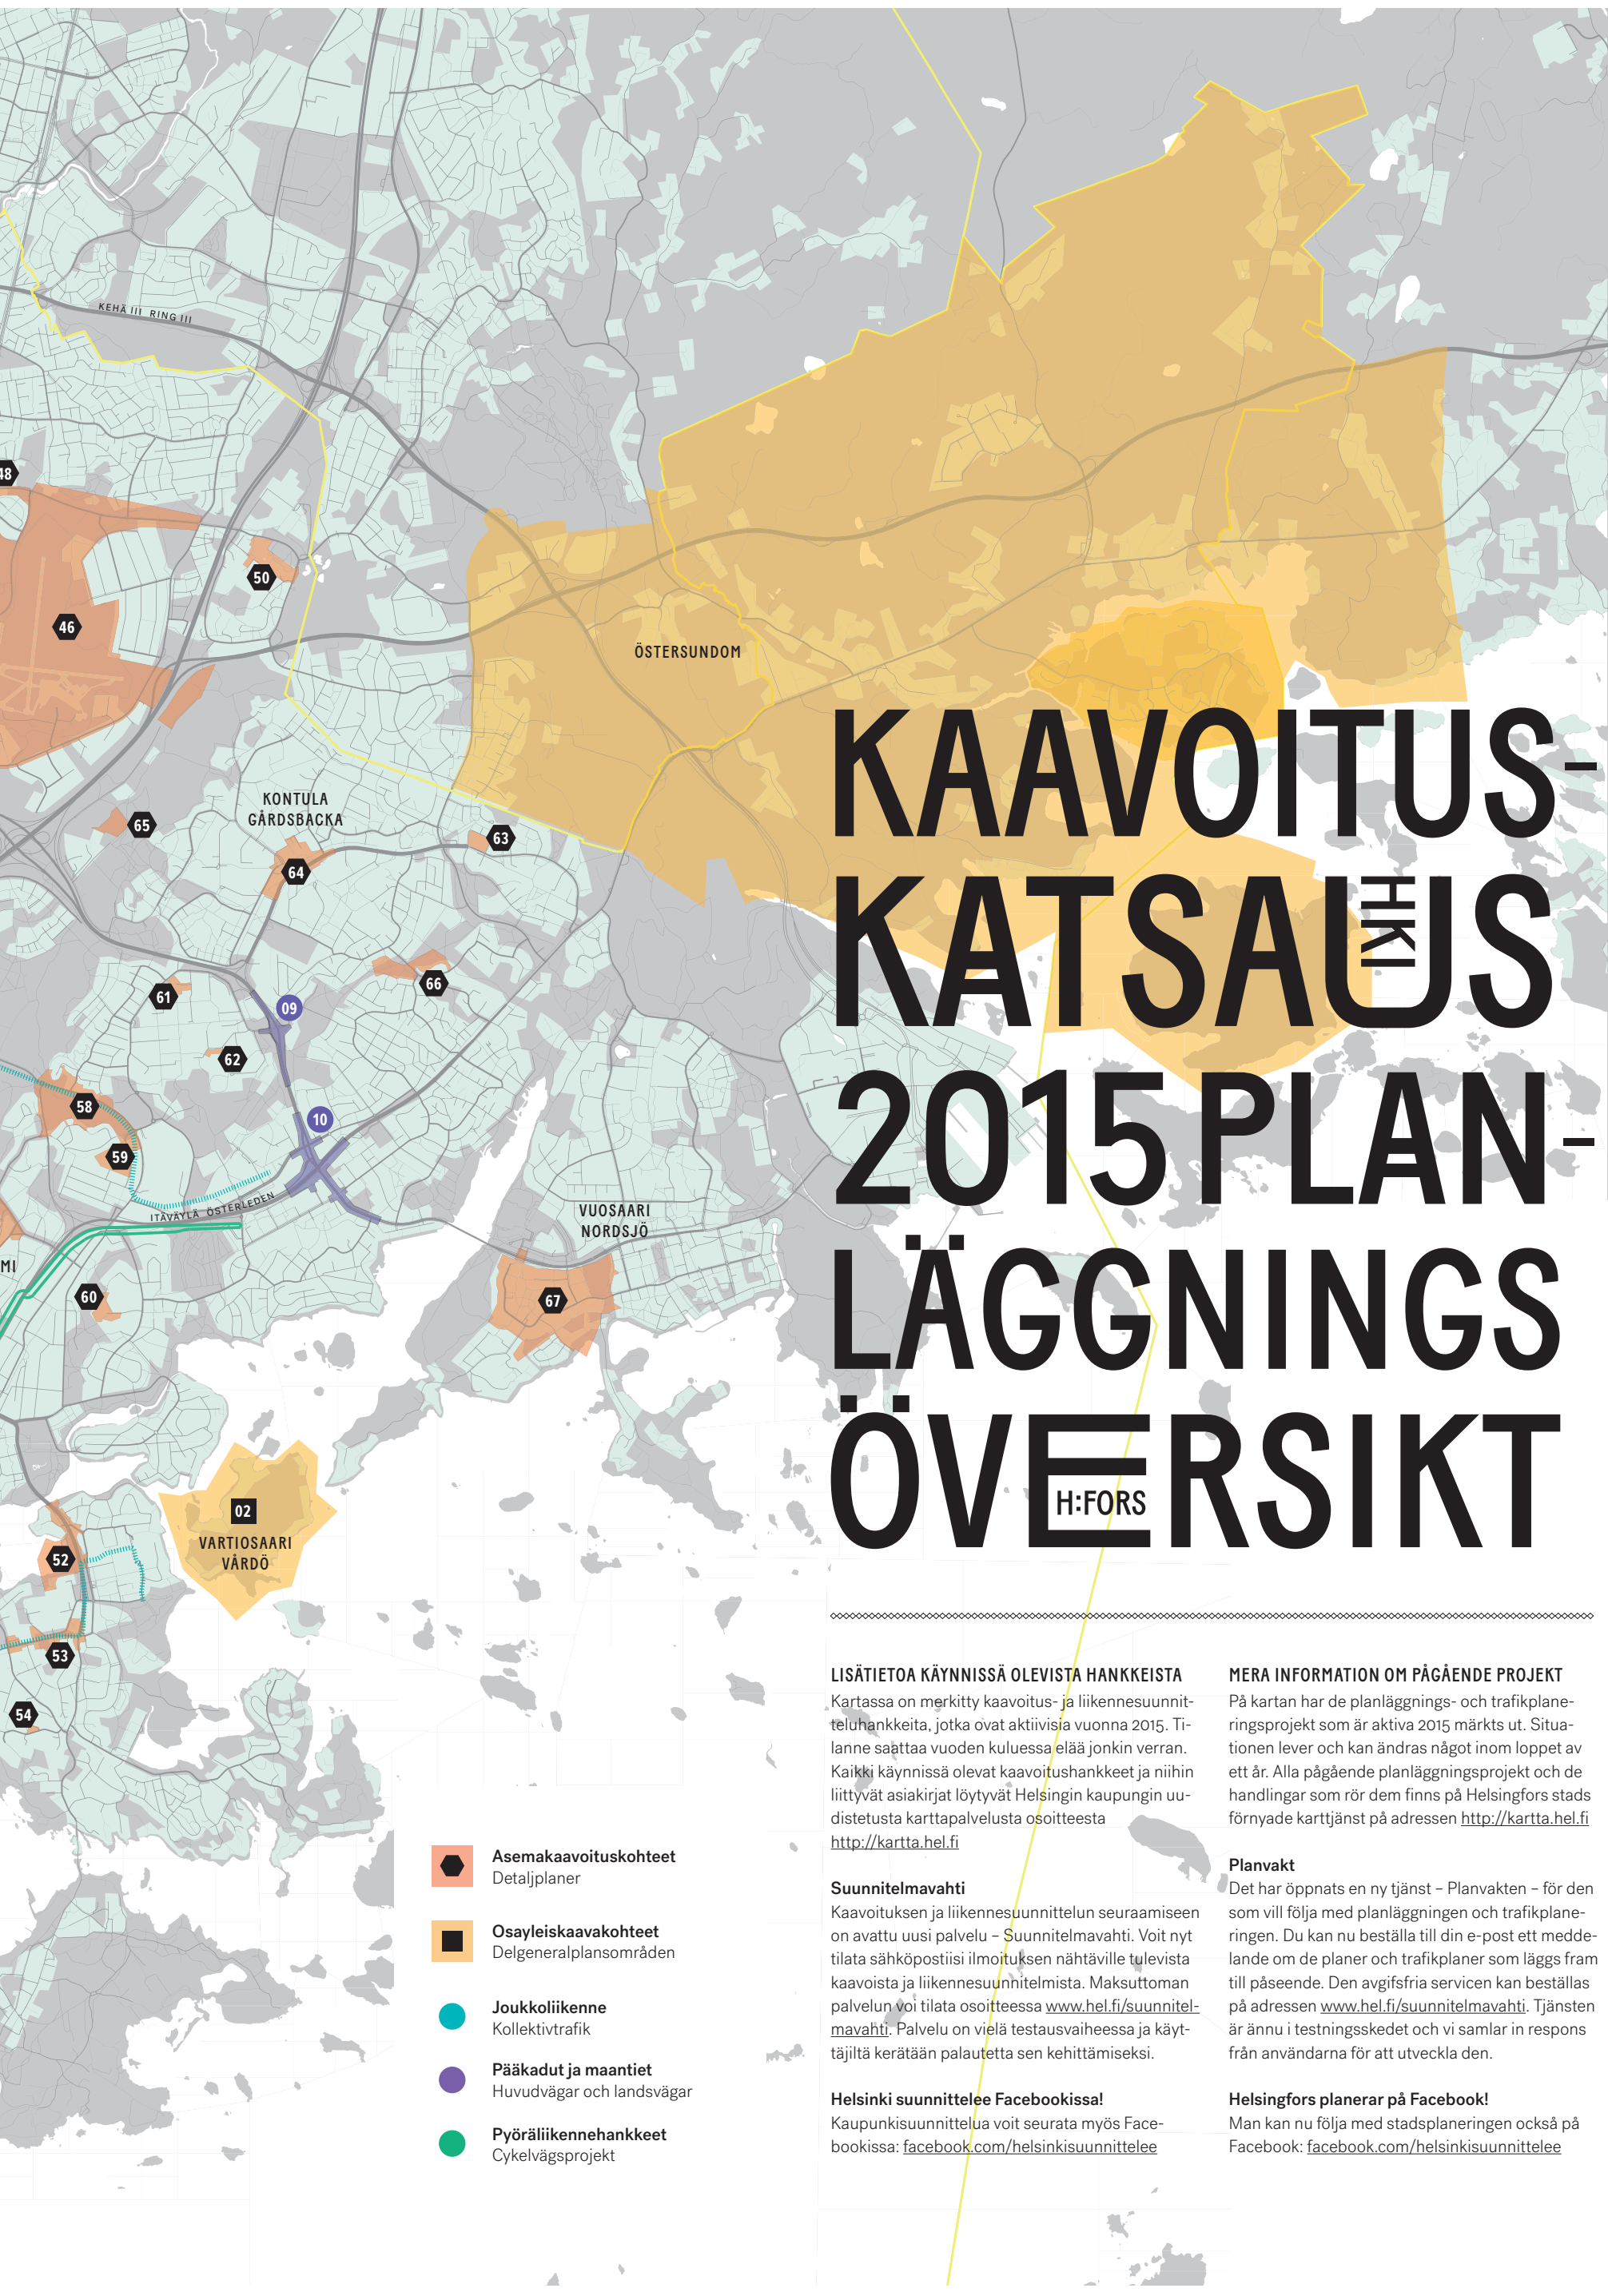 KEHÄ III RING III
48
50
46
ÖSTERSUNDOM
KONTULA
GÅRDSBACKA
65
64
63
66
61
09
62
58
10
59
ITÄVÄYLÄ ÖSTERLEDEN
VUOSAARI
NORDSJÖ
MI
60
67
02
VARTIOSAARI
VÅRDÖ
52
53
54
KAAVOITUS-
KATSAUS
HKI
2015 PLAN-
LÄGGNINGS
ÖVERSIKT
H:FORS
Asemakaavoituskohteet
Detaljplaner
Osayleiskaavakohteet
Delgeneralplansområden
Joukkoliikenne
Kollektivtrafik
Pääkadut ja maantiet
Huvudvägar och landsvägar
Pyöräliikennehankkeet
Cykelvägsprojekt
LISÄTIETOA KÄYNNISSÄ OLEVISTA HANKKEISTA
Kartassa on merkitty kaavoitus- ja liikennesuunnit-
teluhankkeita, jotka ovat aktiivisia vuonna 2015. Ti-
lanne saattaa vuoden kuluessa elää jonkin verran.
Kaikki käynnissä olevat kaavoitushankkeet ja niihin
liittyvät asiakirjat löytyvät Helsingin kaupungin uu-
distetusta karttapalvelusta osoitteesta
http://kartta.hel.fi
Suunnitelmavahti
Kaavoituksen ja liikennesuunnittelun seuraamiseen
on avattu uusi palvelu – Suunnitelmavahti. Voit nyt
tilata sähköpostiisi ilmoituksen nähtäville tulevista
kaavoista ja liikennesuunnitelmista. Maksuttoman
palvelun voi tilata osoitteessa www.hel.fi/suunnitel-
mavahti. Palvelu on vielä testausvaiheessa ja käyt-
täjiltä kerätään palautetta sen kehittämiseksi.
Helsinki suunnittelee Facebookissa!
Kaupunkisuunnittelua voit seurata myös Face-
bookissa: facebook.com/helsinkisuunnittelee
MERA INFORMATION OM PÅGÅENDE PROJEKT
På kartan har de planläggnings- och trafikplane-
ringsprojekt som är aktiva 2015 märkts ut. Situa-
tionen lever och kan ändras något inom loppet av
ett år. Alla pågående planläggningsprojekt och de
handlingar som rör dem finns på Helsingfors stads
förnyade karttjänst på adressen http://kartta.hel.fi
Planvakt
Det har öppnats en ny tjänst – Planvakten – för den
som vill följa med planläggningen och trafikplane-
ringen. Du kan nu beställa till din e-post ett medde-
lande om de planer och trafikplaner som läggs fram
till påseende. Den avgifsfria servicen kan beställas
på adressen www.hel.fi/suunnitelmavahti. Tjänsten
är ännu i testningsskedet och vi samlar in respons
från användarna för att utveckla den.
Helsingfors planerar på Facebook!
Man kan nu följa med stadsplaneringen också på
Facebook: facebook.com/helsinkisuunnittelee